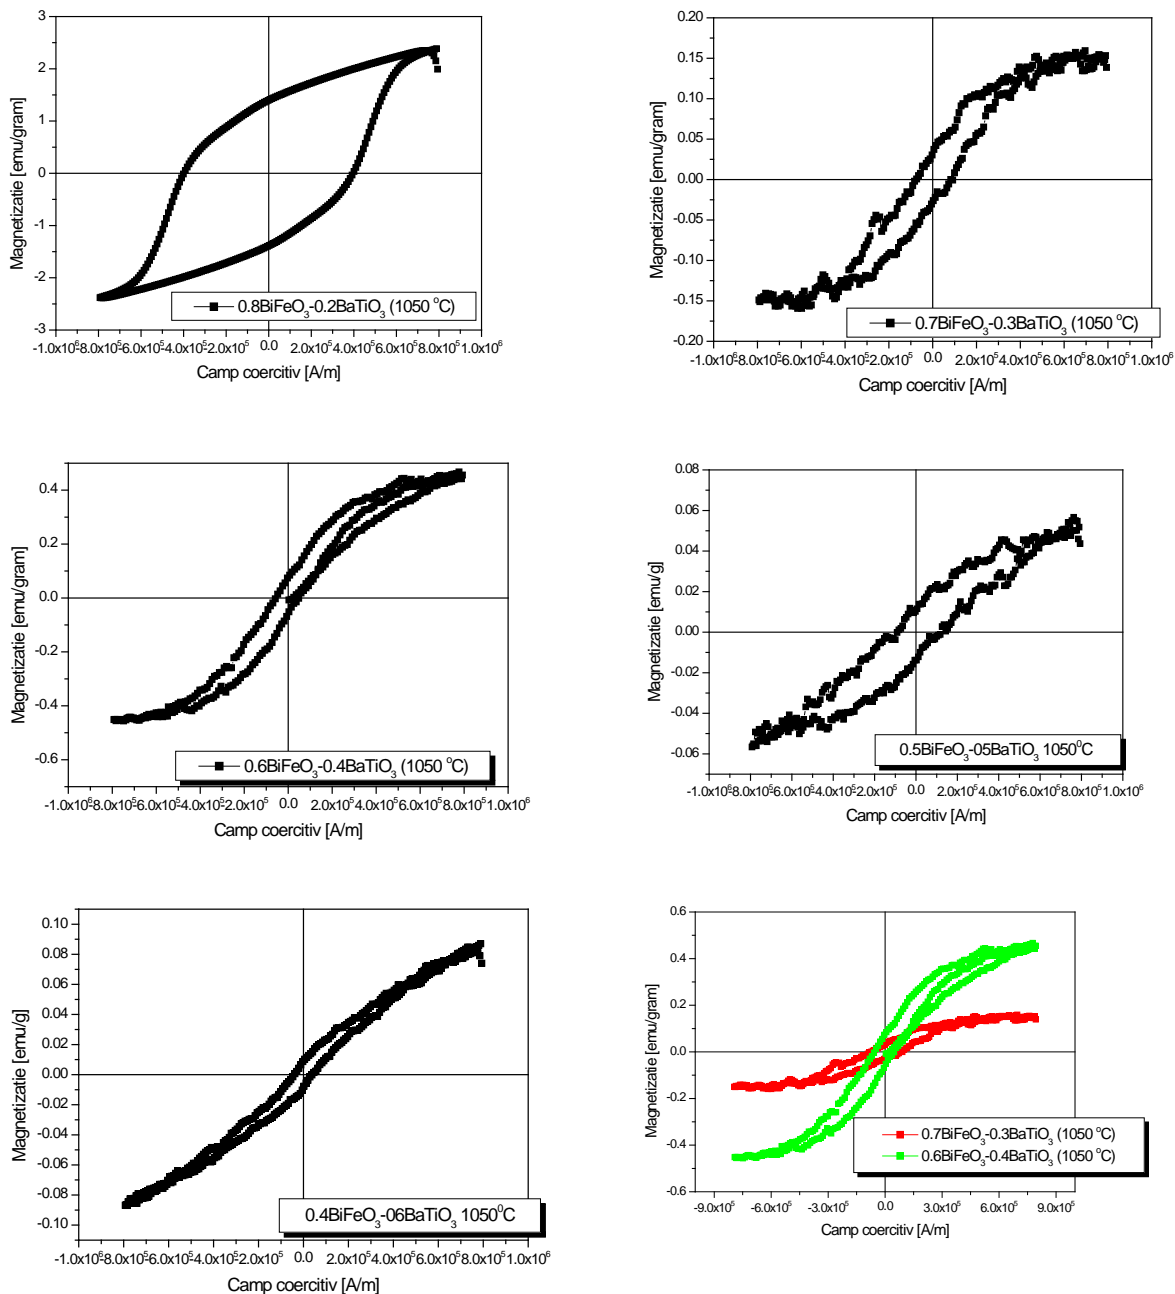 3
2
1
0
-1
-2
-3
Magnetizatie [emu/gram]
0.8BiFeO₃-0.2BaTiO₃ (1050 °C)
-1.0x10⁶ -8.0x10⁵ -6.0x10⁵ -4.0x10⁵ -2.0x10⁵ 0.0 2.0x10⁵ 4.0x10⁵ 6.0x10⁵ 8.0x10⁵ 1.0x10⁶
Camp coercitiv [A/m]
0.20
0.15
0.10
0.05
0.00
-0.05
-0.10
-0.15
-0.20
Magnetizatie [emu/gram]
0.7BiFeO₃-0.3BaTiO₃ (1050 °C)
-1.0x10⁶ -8.0x10⁵ -6.0x10⁵ -4.0x10⁵ -2.0x10⁵ 0.0 2.0x10⁵ 4.0x10⁵ 6.0x10⁵ 8.0x10⁵ 1.0x10⁶
Camp coercitiv [A/m]
0.4
0.2
0.0
-0.2
-0.4
-0.6
Magnetizatie [emu/gram]
0.6BiFeO₃-0.4BaTiO₃ (1050 °C)
-1.0x10⁶ -8.0x10⁵ -6.0x10⁵ -4.0x10⁵ -2.0x10⁵ 0.0 2.0x10⁵ 4.0x10⁵ 6.0x10⁵ 8.0x10⁵ 1.0x10⁶
Camp coercitiv [A/m]
0.08
0.06
0.04
0.02
0.00
-0.02
-0.04
-0.06
Magnetizatie [emu/g]
0.5BiFeO₃-05BaTiO₃ 1050⁰C
-1.0x10⁶ -8.0x10⁵ -6.0x10⁵ -4.0x10⁵ -2.0x10⁵ 0.0 2.0x10⁵ 4.0x10⁵ 6.0x10⁵ 8.0x10⁵ 1.0x10⁶
Camp coercitiv [A/m]
0.10
0.08
0.06
0.04
0.02
0.00
-0.02
-0.04
-0.06
-0.08
-0.10
Magnetizatie [emu/g]
0.4BiFeO₃-06BaTiO₃ 1050⁰C
-1.0x10⁶ -8.0x10⁵ -6.0x10⁵ -4.0x10⁵ -2.0x10⁵ 0.0 2.0x10⁵ 4.0x10⁵ 6.0x10⁵ 8.0x10⁵ 1.0x10⁶
Camp coercitiv [A/m]
0.6
0.4
0.2
0.0
-0.2
-0.4
-0.6
Magnetizatie [emu/gram]
0.7BiFeO₃-0.3BaTiO₃ (1050 °C)
0.6BiFeO₃-0.4BaTiO₃ (1050 °C)
-9.0x10⁵ -6.0x10⁵ -3.0x10⁵ 0.0 3.0x10⁵ 6.0x10⁵ 9.0x10⁵
Camp coercitiv [A/m]